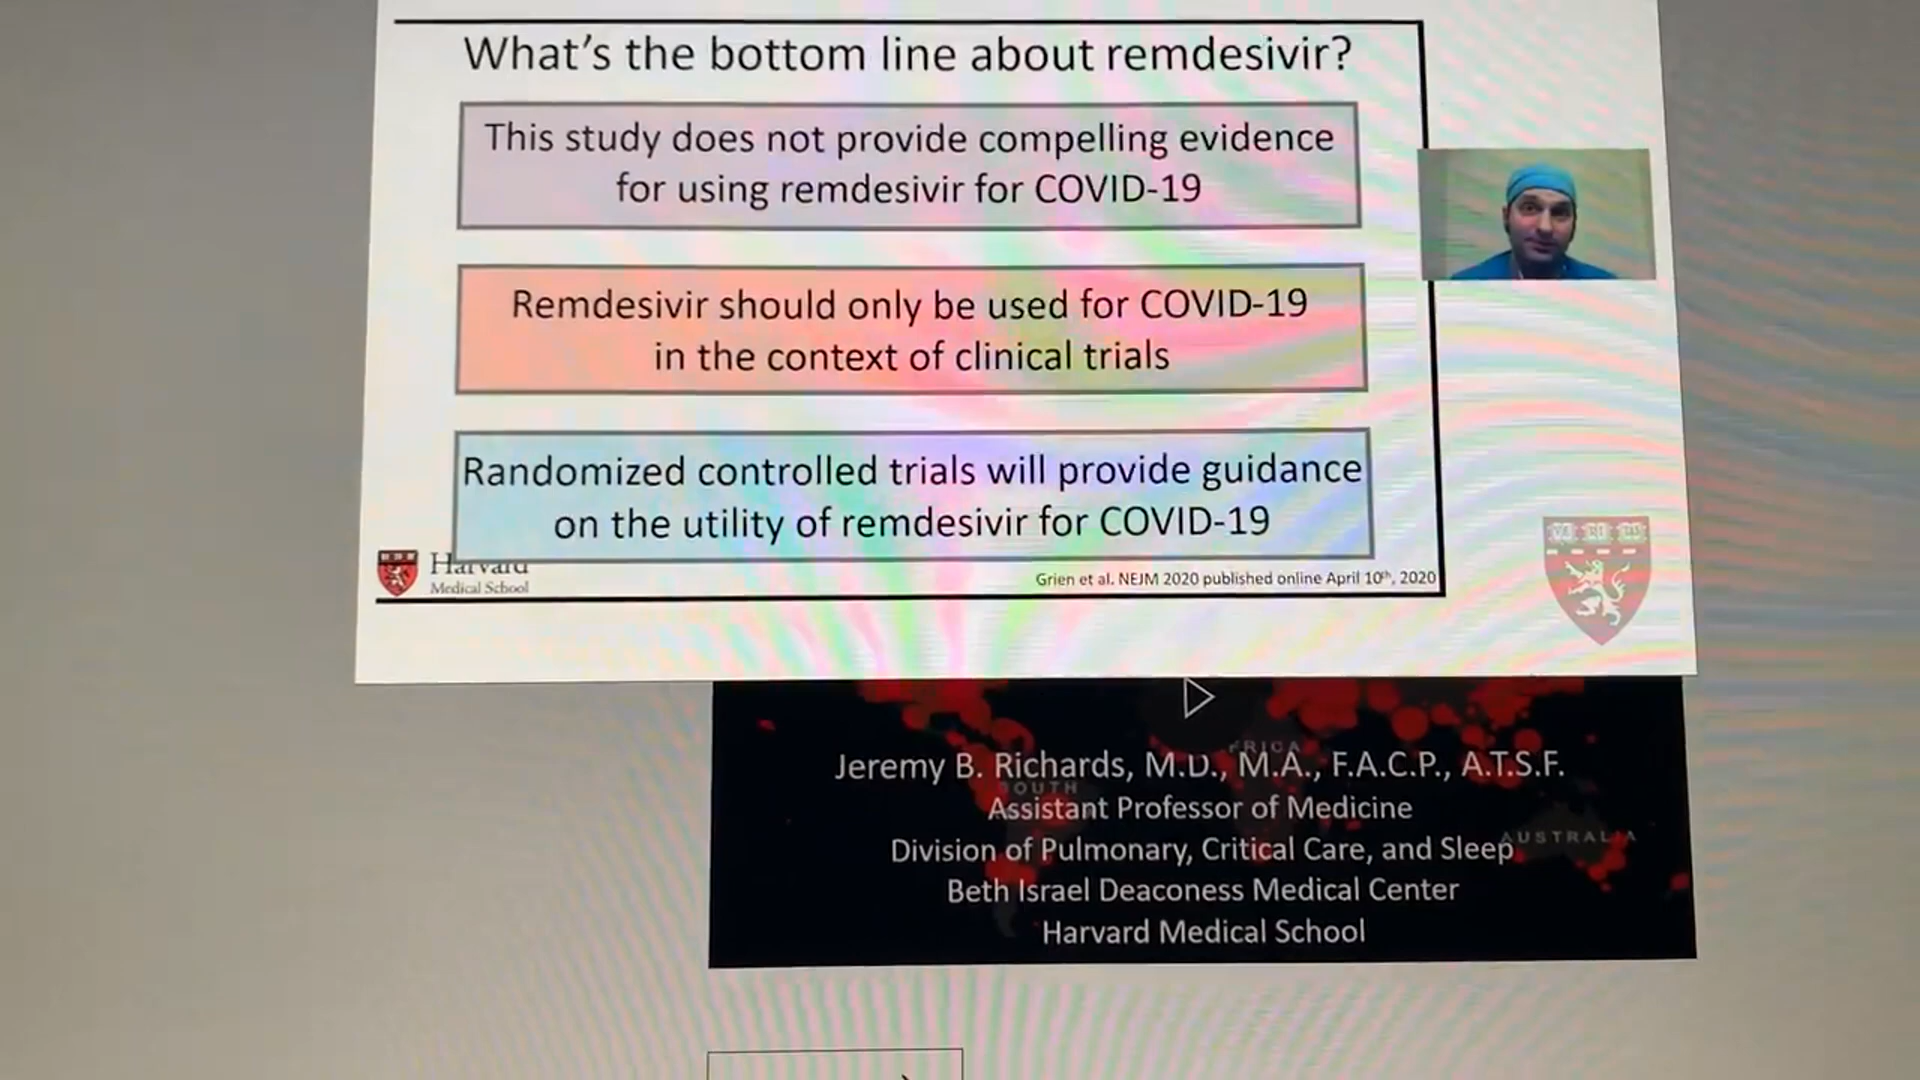 What's the bottom line about remdesivir?
This study does not provide compelling evidence
for using remdesivir for COVID-19
Remdesivir should only be used for COVID-19
in the context of clinical trials
Randomized controlled trials will provide guidance
on the utility of remdesivir for COVID-19
Harvard
Medical School
Grien et al. NEJM 2020 published online April 10th, 2020
Jeremy B. Richards, M.D., M.A., F.A.C.P., A.T.S.F.
Assistant Professor of Medicine
Division of Pulmonary, Critical Care, and Sleep
Beth Israel Deaconess Medical Center
Harvard Medical School
AUSTRALIA